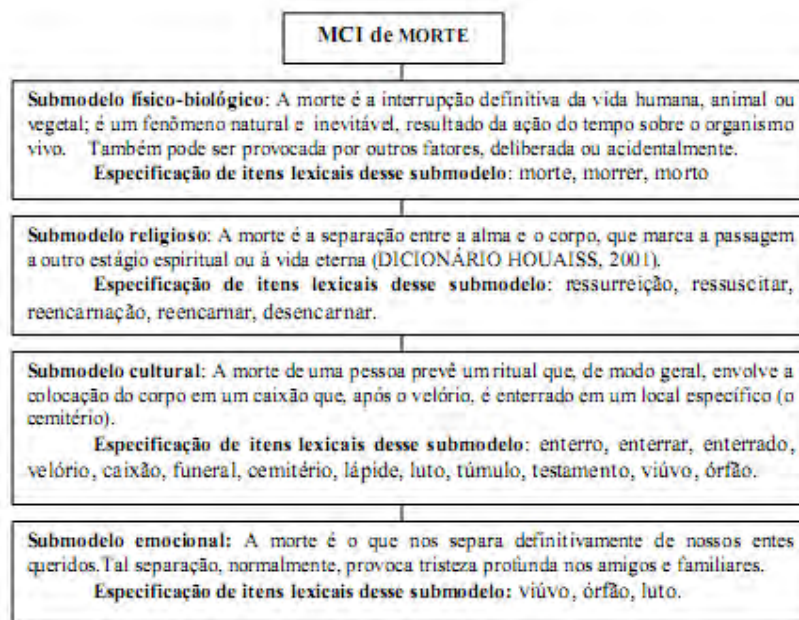 MCI de MORTE
Submodelo físico-biológico: A morte é a interrupção definitiva da vida humana, animal ou
vegetal; é um fenômeno natural e inevitável, resultado da ação do tempo sobre o organismo
vivo. Também pode ser provocada por outros fatores, deliberada ou acidentalmente.
Especificação de itens lexicais desse submodelo: morte, morrer, morto
Submodelo religioso: A morte é a separação entre a alma e o corpo, que marca a passagem
a outro estágio espiritual ou à vida eterna (DICIONÁRIO HOUAISS, 2001).
Especificação de itens lexicais desse submodelo: ressurreição, ressuscitar,
reencarnação, reencarnar, desencarnar.
Submodelo cultural: A morte de uma pessoa prevê um ritual que, de modo geral, envolve a
colocação do corpo em um caixão que, após o velório, é enterrado em um local específico (o
cemitério).
Especificação de itens lexicais desse submodelo: enterro, enterrar, enterrado,
velório, caixão, funeral, cemitério, lápide, luto, túmulo, testamento, viúvo, órfão.
Submodelo emocional: A morte é o que nos separa definitivamente de nossos entes
queridos.Tal separação, normalmente, provoca tristeza profunda nos amigos e familiares.
Especificação de itens lexicais desse submodelo: viúvo, órfão, luto.